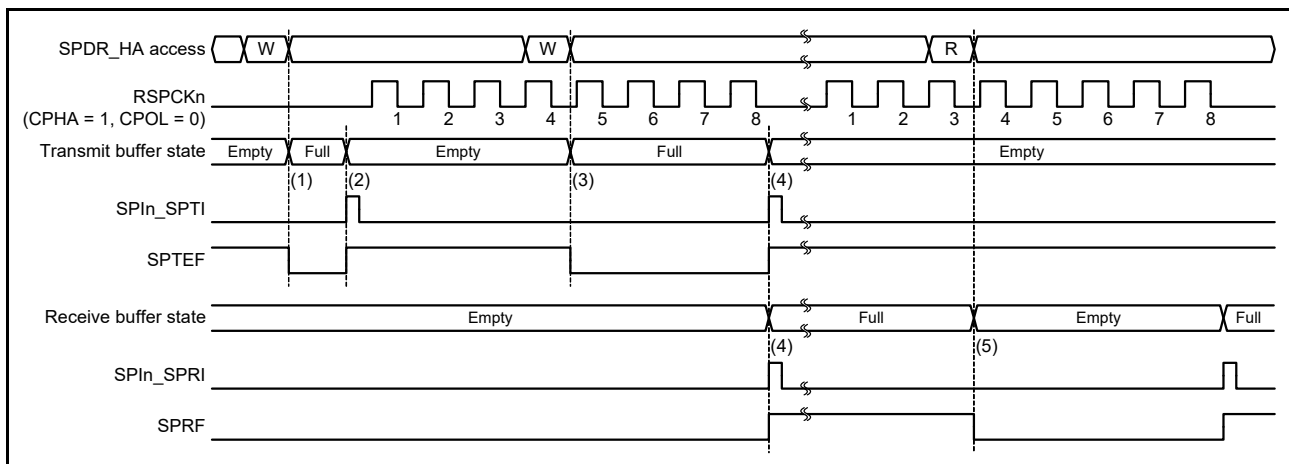 SPDR_HA access W W R
RSPCKn
(CPHA = 1, CPOL = 0) 1 2 3 4 5 6 7 8 1 2 3 4 5 6 7 8
Transmit buffer state Empty Full Empty Full Empty
(1) (2) (3) (4)
SPIn_SPTI
SPTEF
Receive buffer state Empty Full Empty Full
(4) (5)
SPIn_SPRI
SPRF